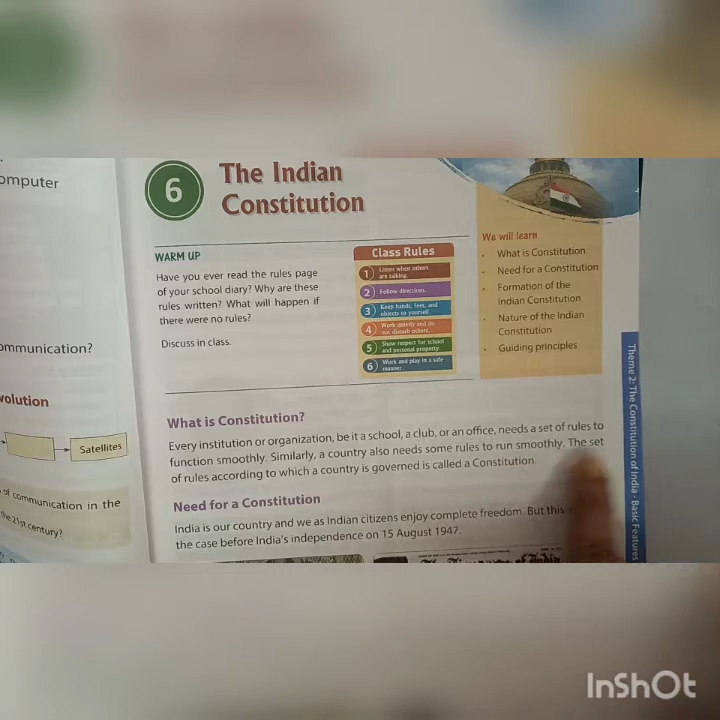 omputer
ommunication?
volution
Satellites
of communication in the
the 21st century?
6
The Indian
Constitution
WARM UP
Have you ever read the rules page
of your school diary? Why are these
rules written? What will happen if
there were no rules?
Discuss in class.
Class Rules
1 Listen when others
are talking.
2 Follow directions.
3 Keep hands, feet, and
objects to yourself.
4 Work quietly and do
not disturb others.
5 Show respect for school
and personal property.
6 Work and play in a safe
manner.
We will learn
• What is Constitution
• Need for a Constitution
• Formation of the
Indian Constitution
• Nature of the Indian
Constitution
• Guiding principles
What is Constitution?
Every institution or organization, be it a school, a club, or an office, needs a set of rules to
function smoothly. Similarly, a country also needs some rules to run smoothly. The set
of rules according to which a country is governed is called a Constitution.
Need for a Constitution
India is our country and we as Indian citizens enjoy complete freedom. But this
the case before India's independence on 15 August 1947.
Theme 2: The Constitution of India - Basic Features
InShOt